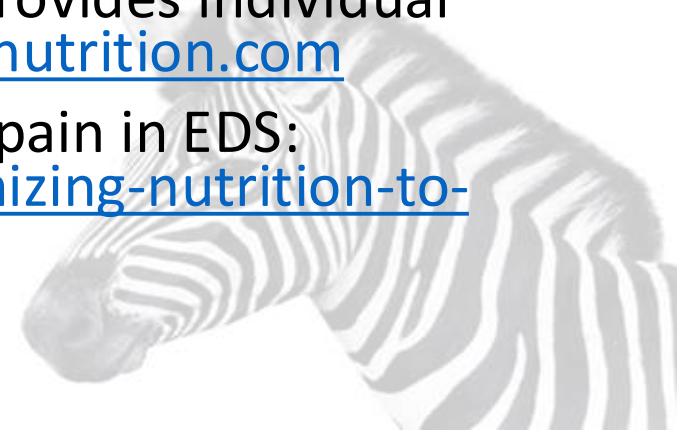 rovides individual
nutrition.com
pain in EDS:
nizing-nutrition-to-